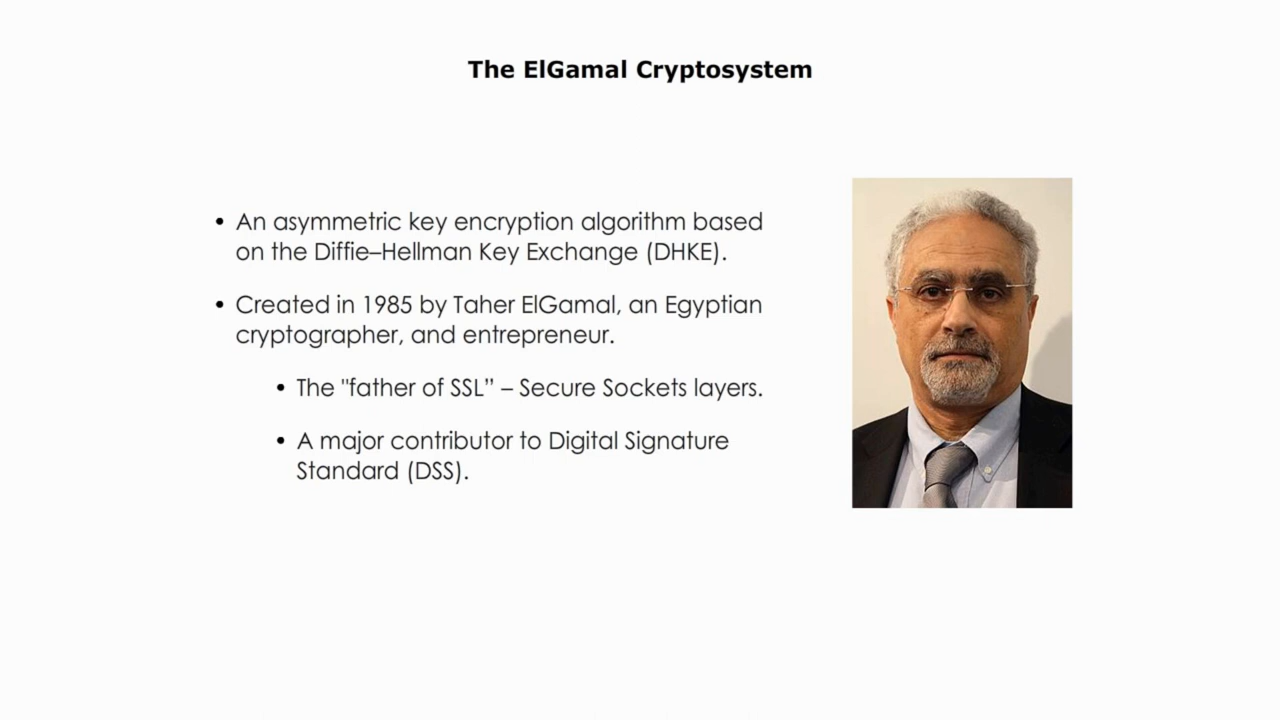 The ElGamal Cryptosystem
• An asymmetric key encryption algorithm based
on the Diffie–Hellman Key Exchange (DHKE).
• Created in 1985 by Taher ElGamal, an Egyptian
cryptographer, and entrepreneur.
• The "father of SSL” – Secure Sockets layers.
• A major contributor to Digital Signature
Standard (DSS).